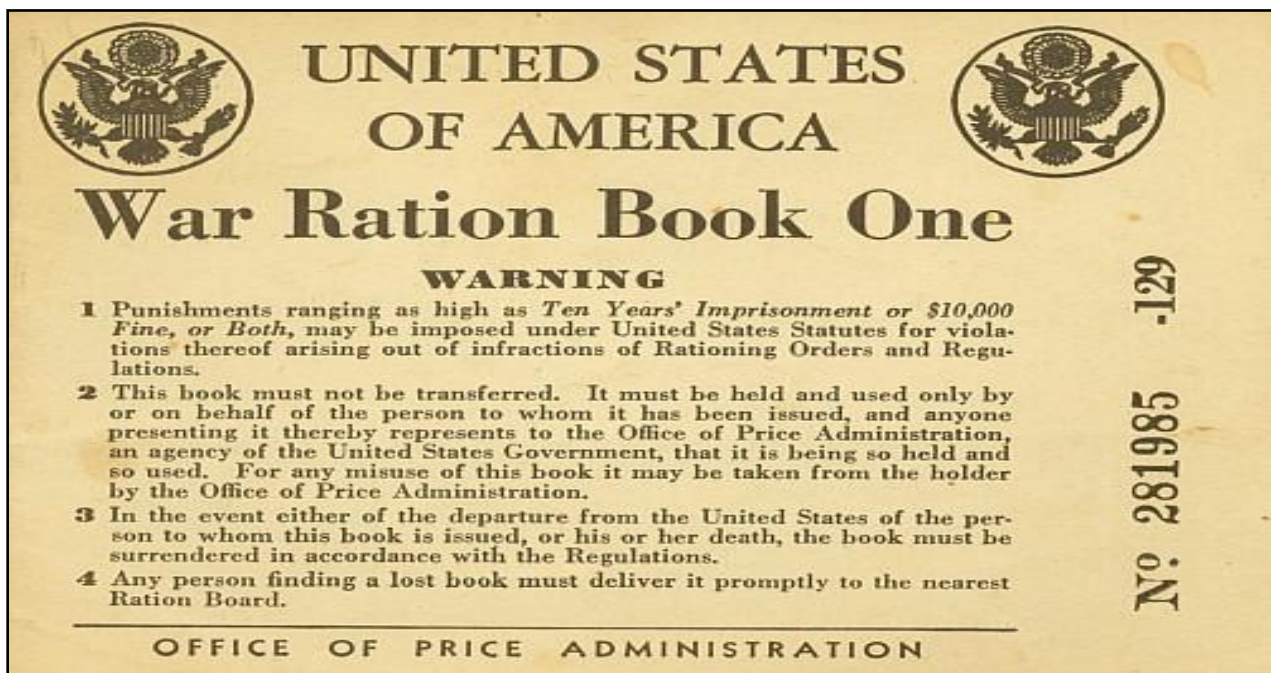 UNITED STATES
OF AMERICA
War Ration Book One
WARNING
1 Punishments ranging as high as Ten Years' Imprisonment or $10,000
Fine, or Both, may be imposed under United States Statutes for viola-
tions thereof arising out of infractions of Rationing Orders and Regu-
lations.
2 This book must not be transferred. It must be held and used only by
or on behalf of the person to whom it has been issued, and anyone
presenting it thereby represents to the Office of Price Administration,
an agency of the United States Government, that it is being so held and
so used. For any misuse of this book it may be taken from the holder
by the Office of Price Administration.
3 In the event either of the departure from the United States of the per-
son to whom this book is issued, or his or her death, the book must be
surrendered in accordance with the Regulations.
4 Any person finding a lost book must deliver it promptly to the nearest
Ration Board.
OFFICE OF PRICE ADMINISTRATION
No. 281985 .129